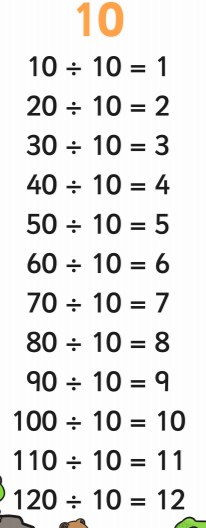 10
10 ÷ 10 = 1
20 ÷ 10 = 2
30 ÷ 10 = 3
40 ÷ 10 = 4
50 ÷ 10 = 5
60 ÷ 10 = 6
70 ÷ 10 = 7
80 ÷ 10 = 8
90 ÷ 10 = 9
100 ÷ 10 = 10
110 ÷ 10 = 11
120 ÷ 10 = 12